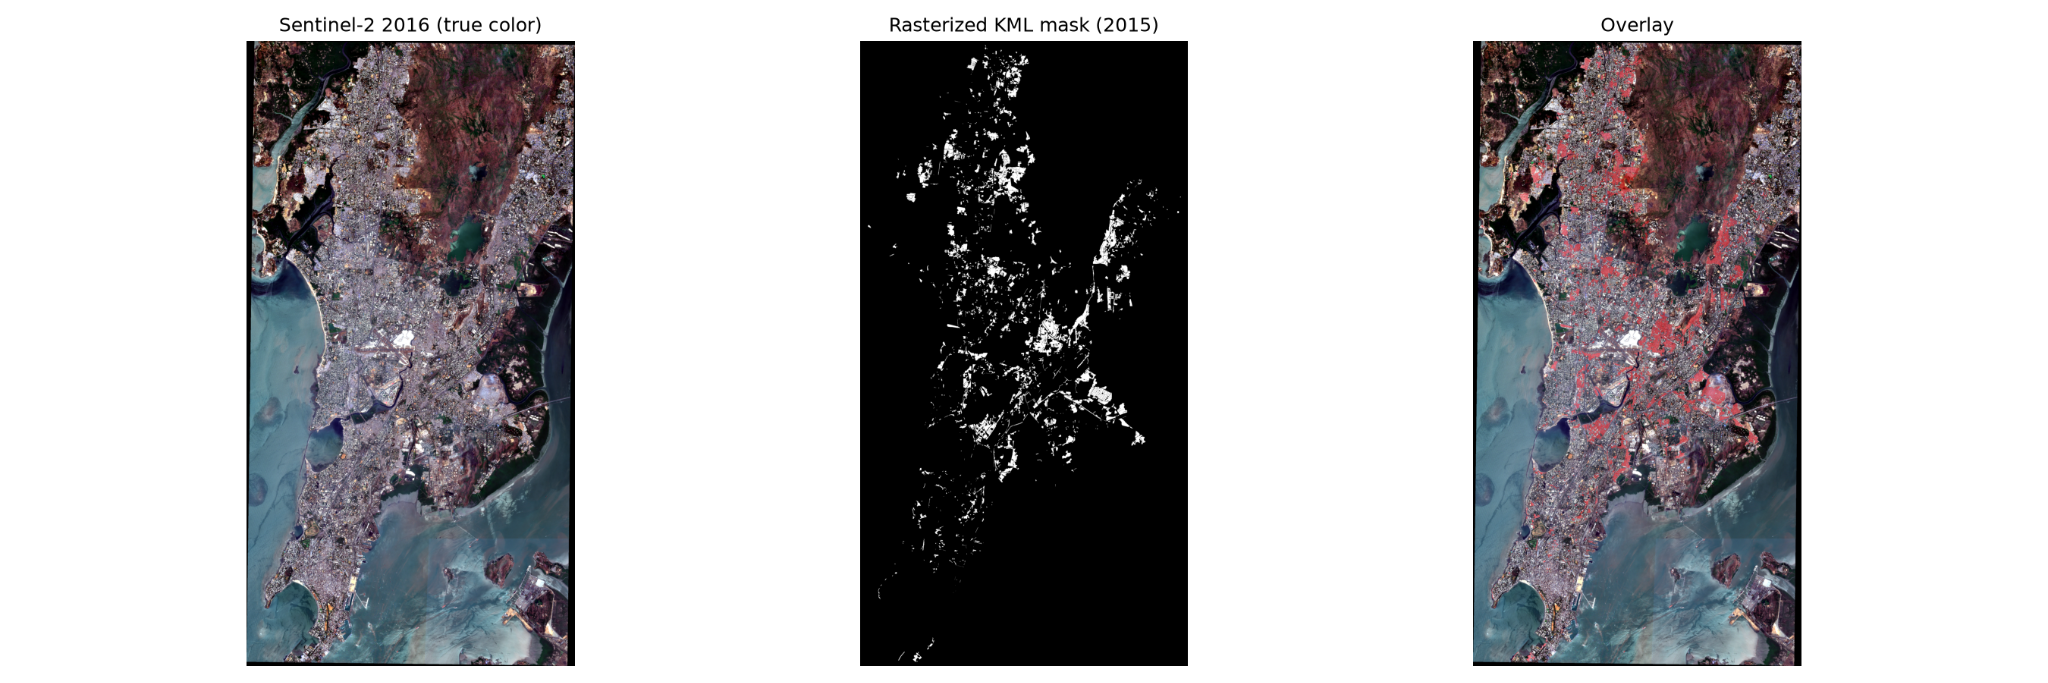 Sentinel-2 2016 (true color)
Rasterized KML mask (2015)
Overlay